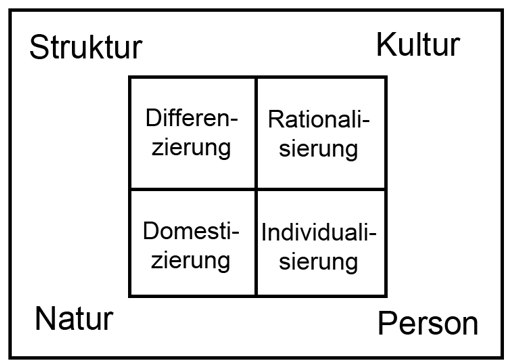 Struktur
Kultur
Differen-
zierung
Rationali-
sierung
Domesti-
zierung
Individuali-
sierung
Natur
Person